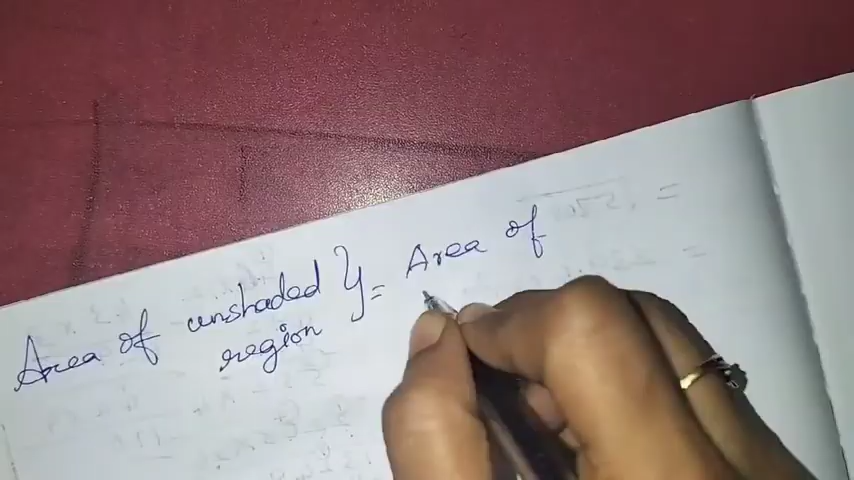 Area of unshaded } = Area of
region